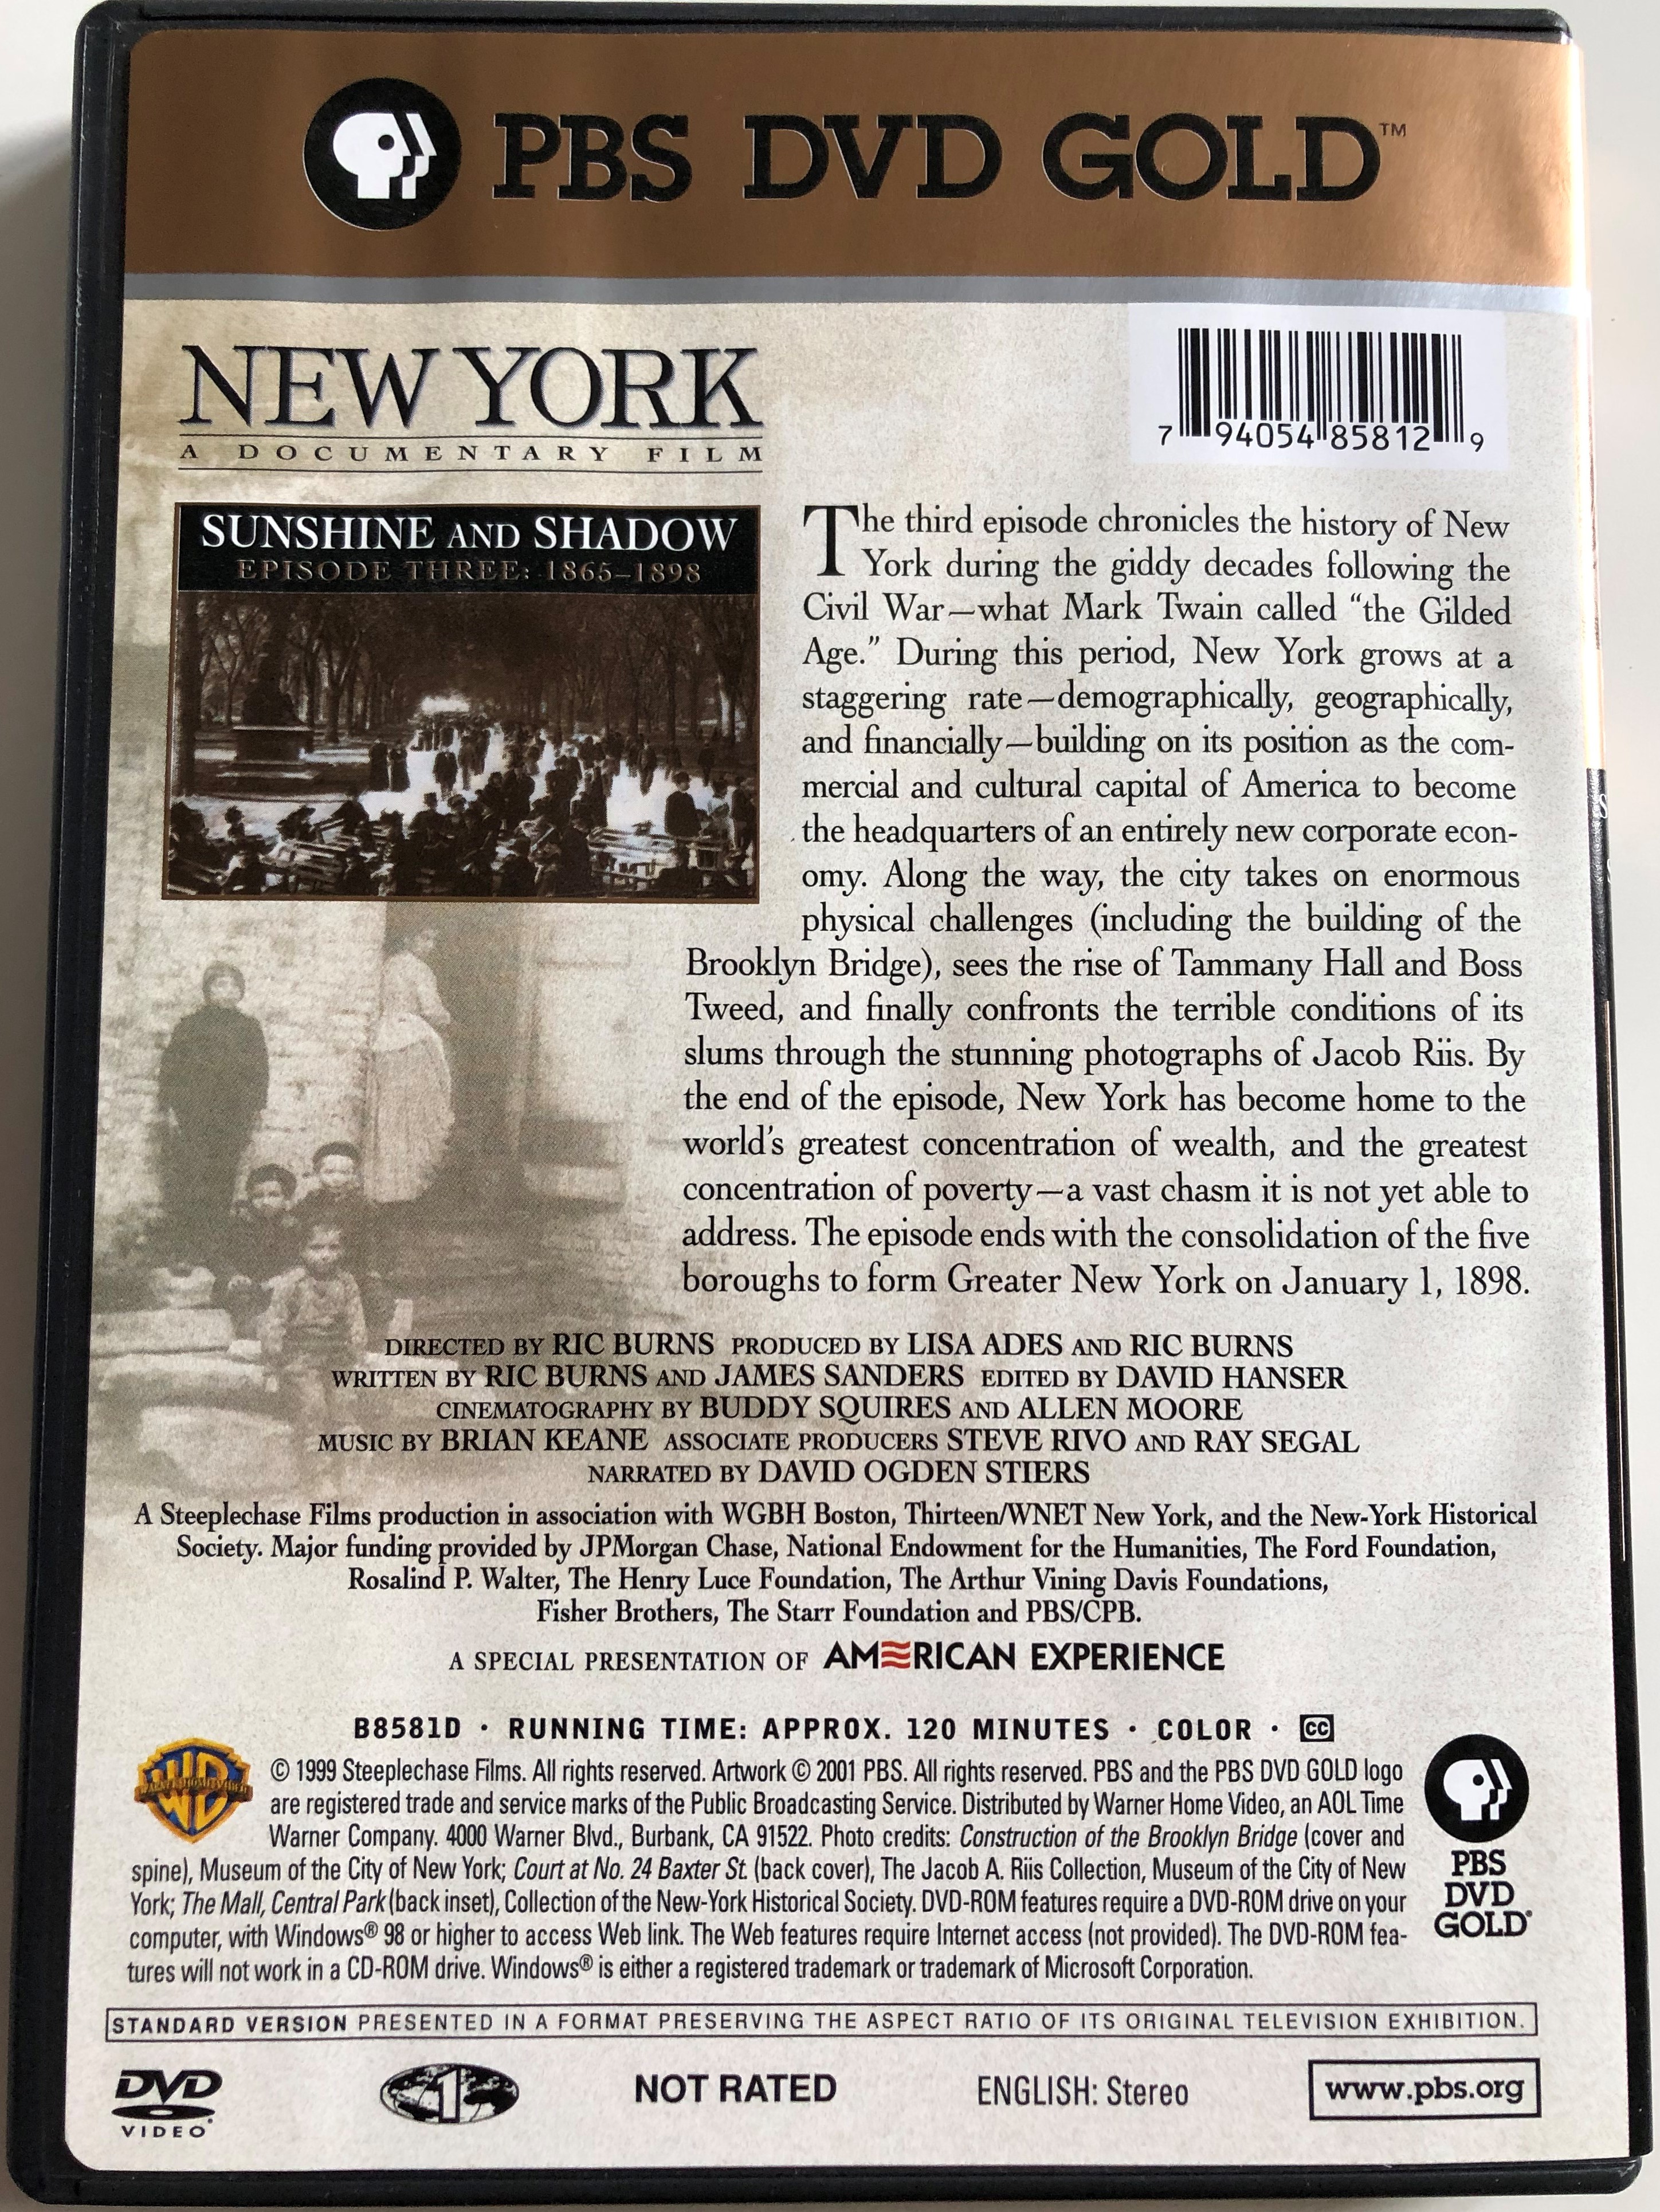 PBS DVD GOLD™
NEW YORK
A DOCUMENTARY FILM
7 94054 85812 9
SUNSHINE AND SHADOW
EPISODE THREE: 1865–1898
The third episode chronicles the history of New
York during the giddy decades following the
Civil War—what Mark Twain called “the Gilded
Age.” During this period, New York grows at a
staggering rate—demographically, geographically,
and financially—building on its position as the com-
mercial and cultural capital of America to become
the headquarters of an entirely new corporate econ-
omy. Along the way, the city takes on enormous
physical challenges (including the building of the
Brooklyn Bridge), sees the rise of Tammany Hall and Boss
Tweed, and finally confronts the terrible conditions of its
slums through the stunning photographs of Jacob Riis. By
the end of the episode, New York has become home to the
world’s greatest concentration of wealth, and the greatest
concentration of poverty—a vast chasm it is not yet able to
address. The episode ends with the consolidation of the five
boroughs to form Greater New York on January 1, 1898.
DIRECTED BY RIC BURNS PRODUCED BY LISA ADES AND RIC BURNS
WRITTEN BY RIC BURNS AND JAMES SANDERS EDITED BY DAVID HANSER
CINEMATOGRAPHY BY BUDDY SQUIRES AND ALLEN MOORE
MUSIC BY BRIAN KEANE ASSOCIATE PRODUCERS STEVE RIVO AND RAY SEGAL
NARRATED BY DAVID OGDEN STIERS
A Steeplechase Films production in association with WGBH Boston, Thirteen/WNET New York, and the New-York Historical
Society. Major funding provided by JPMorgan Chase, National Endowment for the Humanities, The Ford Foundation,
Rosalind P. Walter, The Henry Luce Foundation, The Arthur Vining Davis Foundations,
Fisher Brothers, The Starr Foundation and PBS/CPB.
A SPECIAL PRESENTATION OF AMERICAN EXPERIENCE
B8581D · RUNNING TIME: APPROX. 120 MINUTES · COLOR · CC
WB
WARNER HOME VIDEO
© 1999 Steeplechase Films. All rights reserved. Artwork © 2001 PBS. All rights reserved. PBS and the PBS DVD GOLD logo
are registered trade and service marks of the Public Broadcasting Service. Distributed by Warner Home Video, an AOL Time
Warner Company. 4000 Warner Blvd., Burbank, CA 91522. Photo credits: Construction of the Brooklyn Bridge (cover and
spine), Museum of the City of New York; Court at No. 24 Baxter St. (back cover), The Jacob A. Riis Collection, Museum of the City of New
York; The Mall, Central Park (back inset), Collection of the New-York Historical Society. DVD-ROM features require a DVD-ROM drive on your
computer, with Windows® 98 or higher to access Web link. The Web features require Internet access (not provided). The DVD-ROM fea-
tures will not work in a CD-ROM drive. Windows® is either a registered trademark or trademark of Microsoft Corporation.
PBS
DVD
GOLD®
STANDARD VERSION PRESENTED IN A FORMAT PRESERVING THE ASPECT RATIO OF ITS ORIGINAL TELEVISION EXHIBITION.
DVD
VIDEO
1
NOT RATED
ENGLISH: Stereo
www.pbs.org